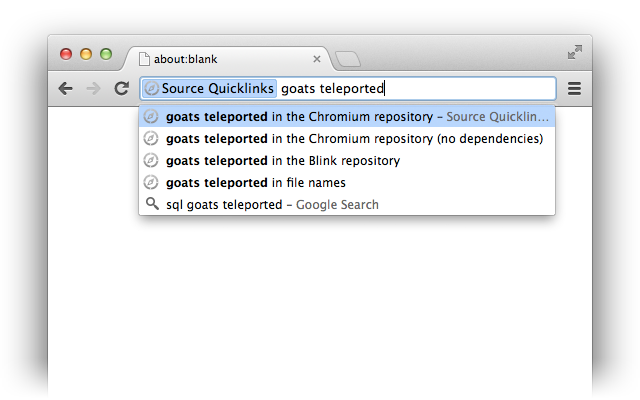 about:blank
Source Quicklinks goats teleported
goats teleported in the Chromium repository – Source Quicklin...
goats teleported in the Chromium repository (no dependencies)
goats teleported in the Blink repository
goats teleported in file names
sql goats teleported – Google Search